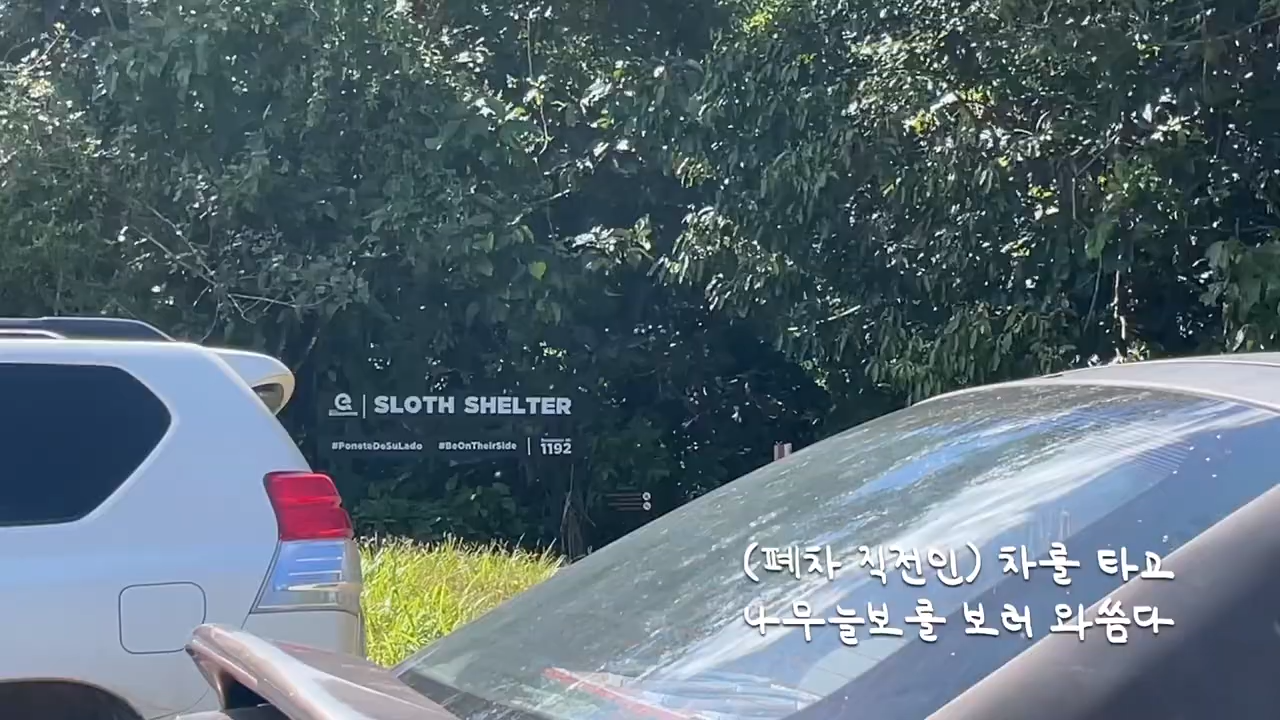 SLOTH SHELTER
#PoneteDeSuLado #BeOnTheirSide 1192
(폐차 직전인) 차를 타고
나무늘보를 보러 와씀다